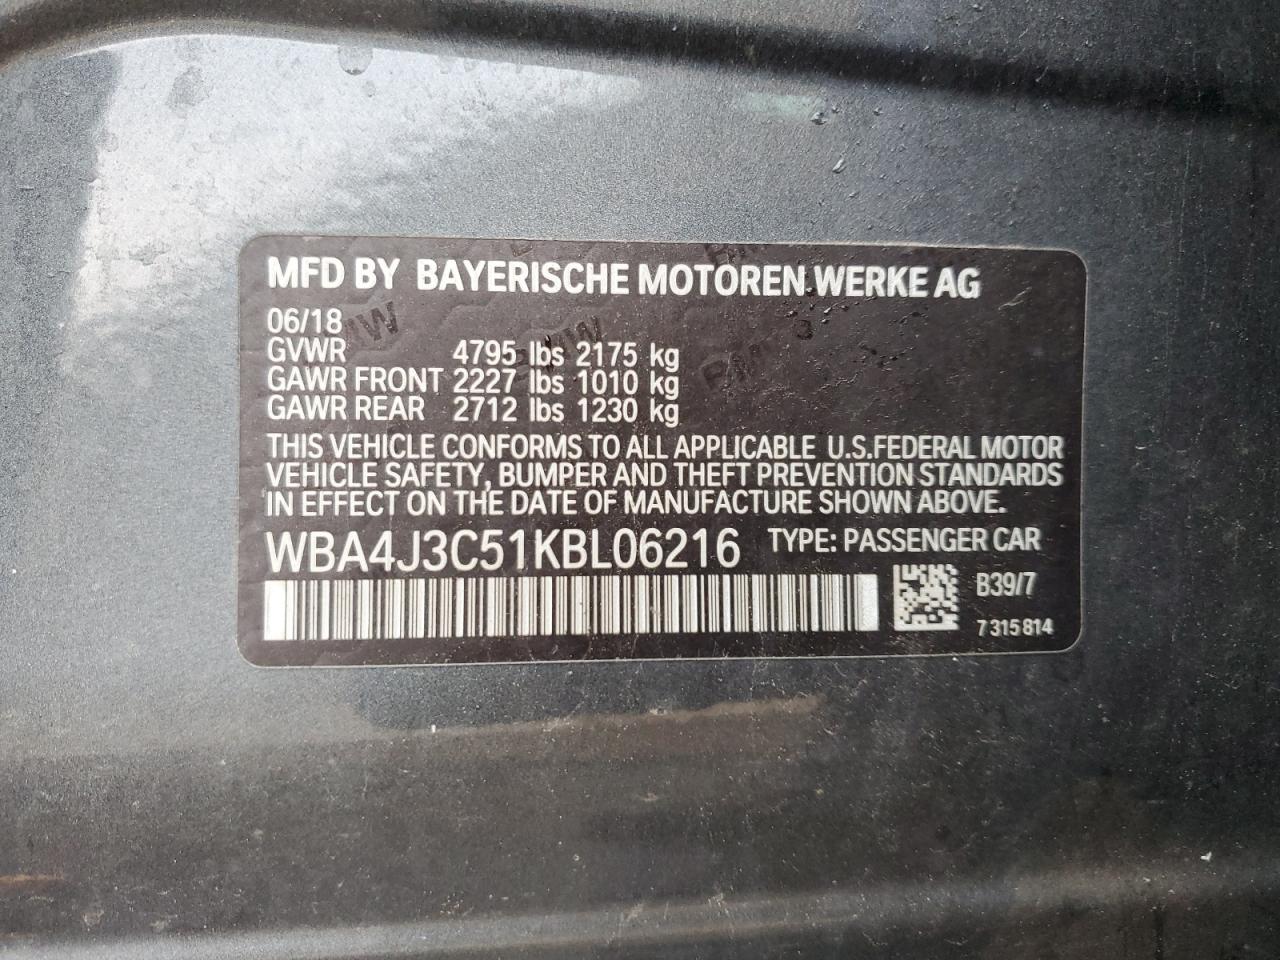 MFD BY BAYERISCHE MOTOREN WERKE AG
06/18
GVWR 4795 lbs 2175 kg
GAWR FRONT 2227 lbs 1010 kg
GAWR REAR 2712 lbs 1230 kg
THIS VEHICLE CONFORMS TO ALL APPLICABLE U.S.FEDERAL MOTOR
VEHICLE SAFETY, BUMPER AND THEFT PREVENTION STANDARDS
IN EFFECT ON THE DATE OF MANUFACTURE SHOWN ABOVE.
WBA4J3C51KBL06216 TYPE: PASSENGER CAR
B39/7
7 315 814